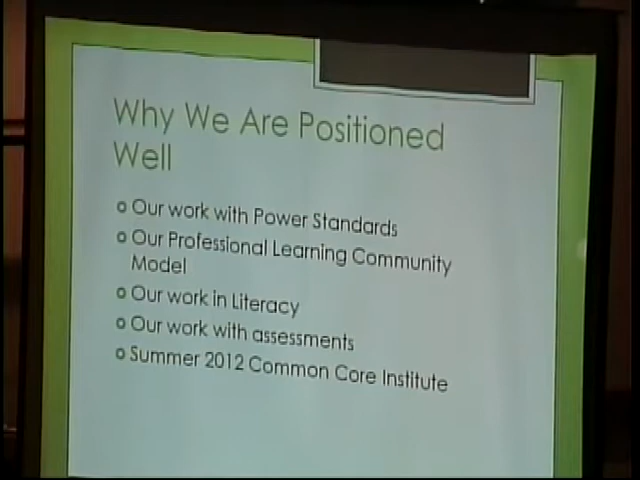 Why We Are Positioned
Well
Our work with Power Standards
Our Professional Learning Community
Model
Our work in Literacy
Our work with assessments
Summer 2012 Common Core Institute